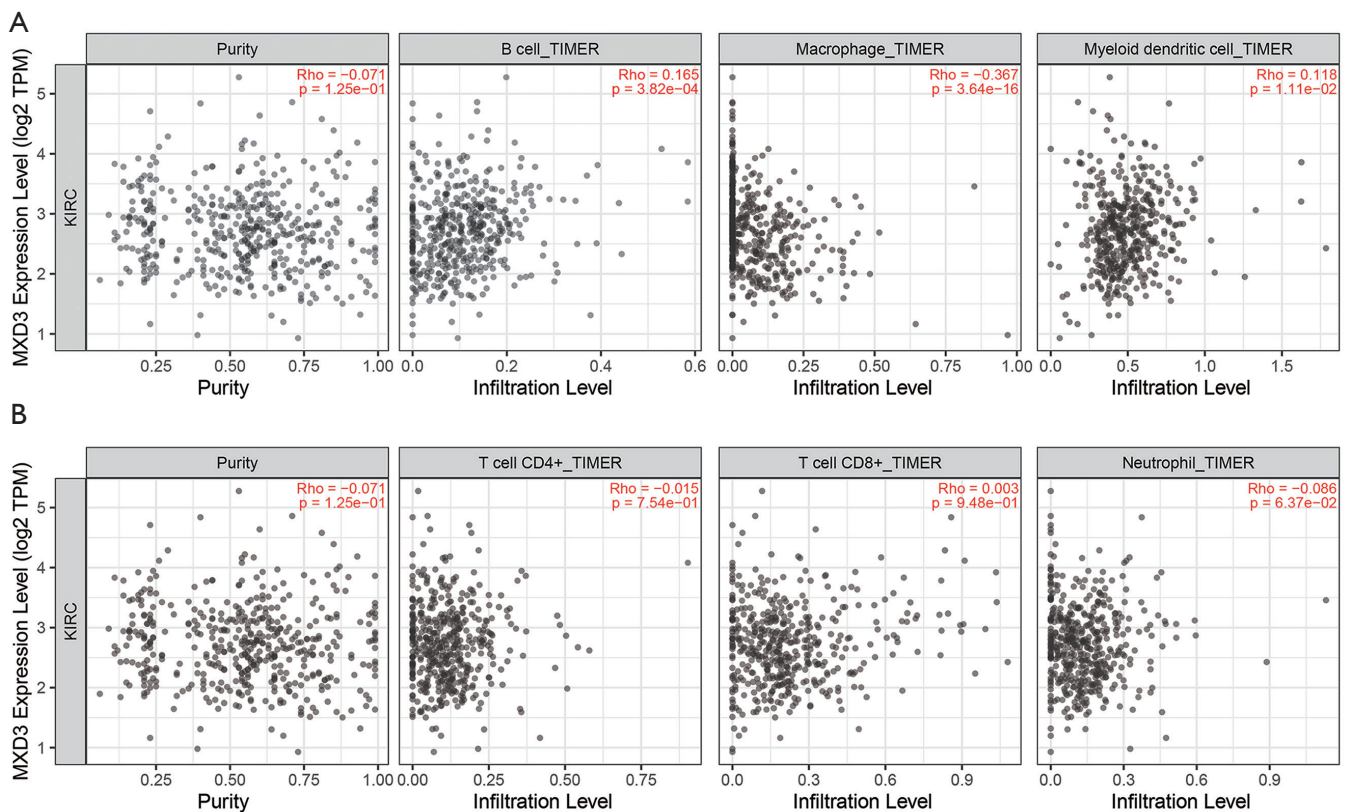 A
Purity
B cell_TIMER
Macrophage_TIMER
Myeloid dendritic cell_TIMER
MXD3 Expression Level (log2 TPM)
KIRC
Rho = −0.071
p = 1.25e−01
Rho = 0.165
p = 3.82e−04
Rho = −0.367
p = 3.64e−16
Rho = 0.118
p = 1.11e−02
5
4
3
2
1
0.25 0.50 0.75 1.00
0.0 0.2 0.4 0.6
0.00 0.25 0.50 0.75 1.00
0.0 0.5 1.0 1.5
Purity
Infiltration Level
Infiltration Level
Infiltration Level
B
Purity
T cell CD4+_TIMER
T cell CD8+_TIMER
Neutrophil_TIMER
MXD3 Expression Level (log2 TPM)
KIRC
Rho = −0.071
p = 1.25e−01
Rho = −0.015
p = 7.54e−01
Rho = 0.003
p = 9.48e−01
Rho = −0.086
p = 6.37e−02
5
4
3
2
1
0.25 0.50 0.75 1.00
0.00 0.25 0.50 0.75
0.0 0.3 0.6 0.9
0.0 0.3 0.6 0.9
Purity
Infiltration Level
Infiltration Level
Infiltration Level